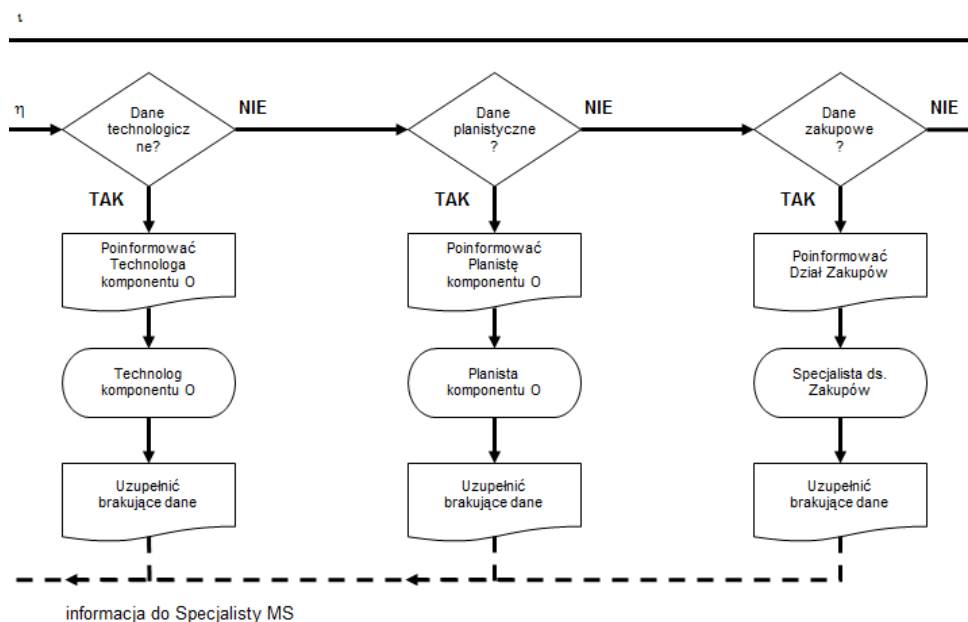 ι
η
Dane
technologicz
ne?
NIE
Dane
planistyczne
?
NIE
Dane
zakupowe
?
NIE
TAK
TAK
TAK
Poinformować
Technologa
komponentu O
Poinformować
Planistę
komponentu O
Poinformować
Dział Zakupów
Technolog
komponentu O
Planista
komponentu O
Specjalista ds.
Zakupów
Uzupełnić
brakujące dane
Uzupełnić
brakujące dane
Uzupełnić
brakujące dane
informacja do Specjalisty MS